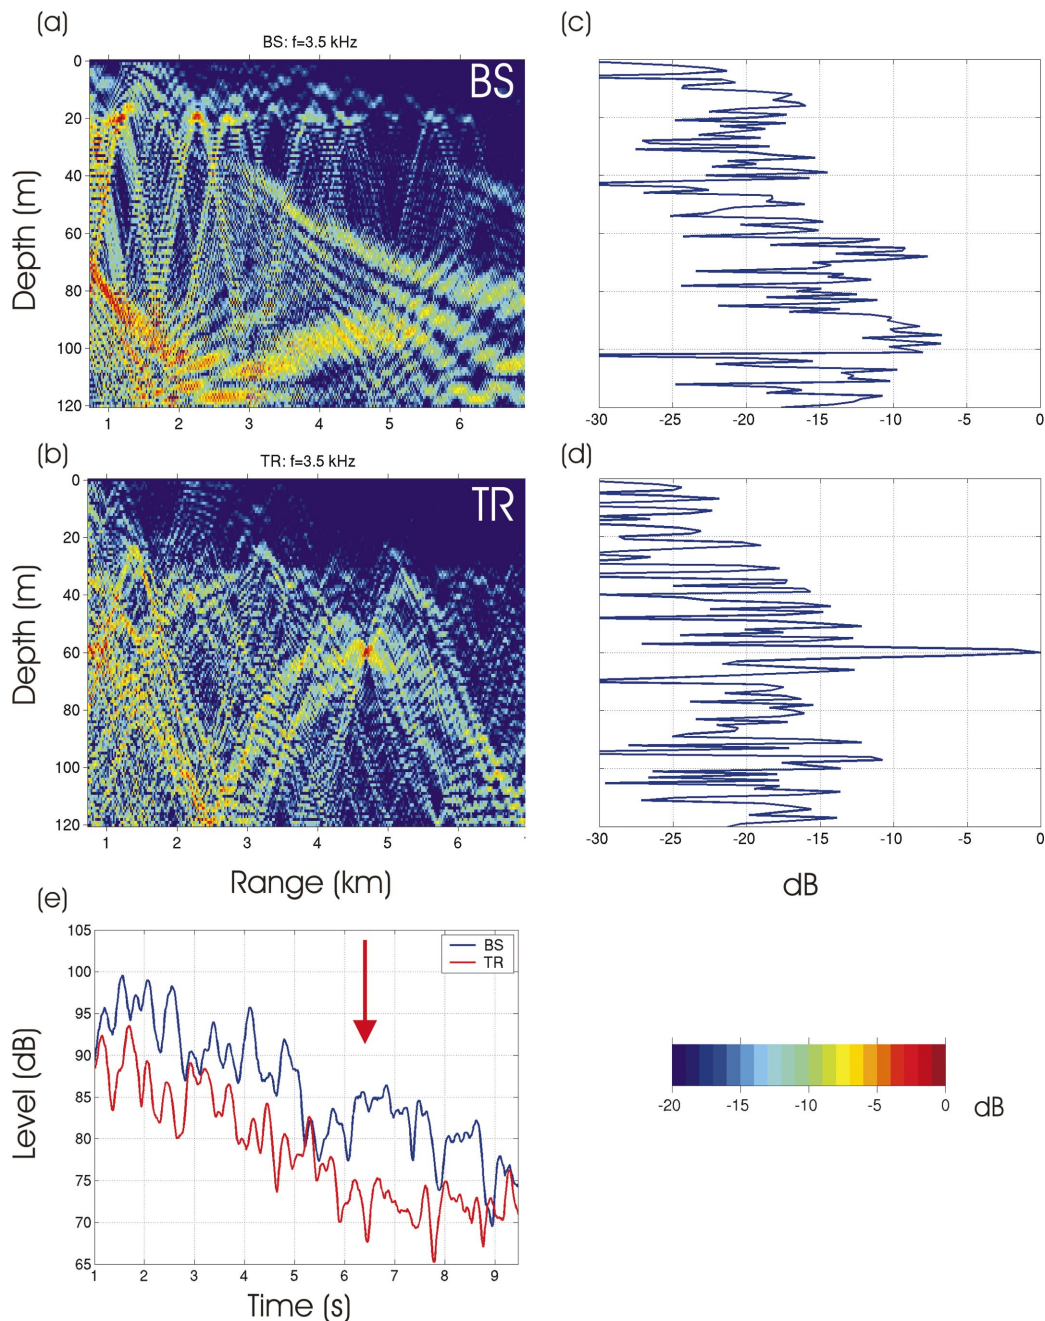 (a)
(c)
BS: f=3.5 kHz
BS
0
20
40
60
80
100
120
Depth (m)
1 2 3 4 5 6
-30 -25 -20 -15 -10 -5 0
(b)
(d)
TR: f=3.5 kHz
TR
0
20
40
60
80
100
120
Depth (m)
1 2 3 4 5 6
-30 -25 -20 -15 -10 -5 0
Range (km)
dB
(e)
105
100
95
90
85
80
75
70
65
Level (dB)
BS
TR
1 2 3 4 5 6 7 8 9
Time (s)
-20 -15 -10 -5 0
dB